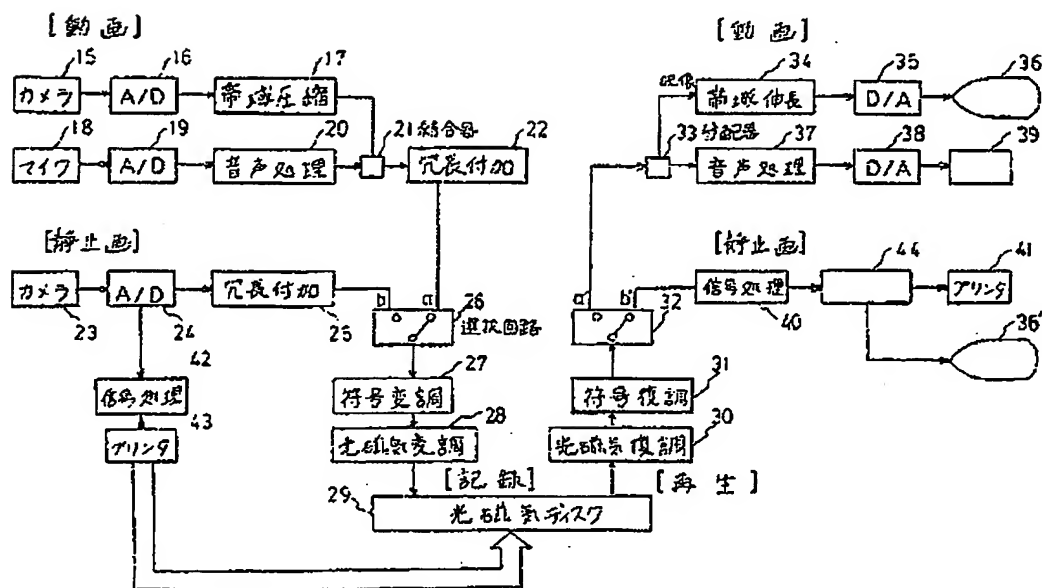 [動画]
15
16
17
カメラ
A/D
帯域圧縮
18
19
20
21 結合器
22
マイク
A/D
音声処理
冗長付加
[静止画]
カメラ
A/D
冗長付加
23
24
25
b
a
26
選択回路
42
信号処理
43
プリンタ
27
符号変調
28
光磁気変調
[記録]
29
光磁気ディスク
[動画]
映像
34
35
36
帯域伸長
D/A
33 分配器
37
38
39
音声処理
D/A
[静止画]
a'
b'
32
信号処理
40
44
41
プリンタ
36'
31
符号復調
30
光磁気復調
[再生]